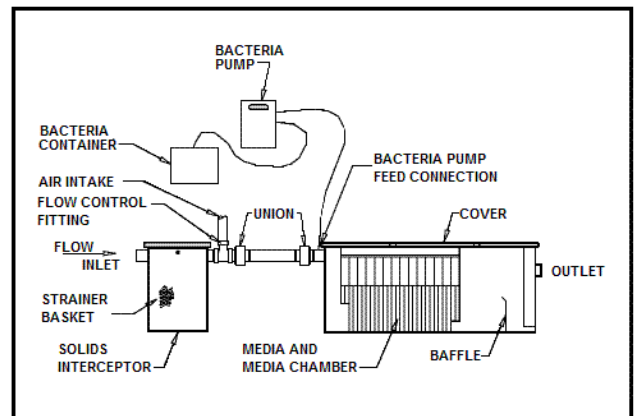 BACTERIA
PUMP
BACTERIA
CONTAINER
AIR INTAKE
FLOW CONTROL
FITTING
UNION
BACTERIA PUMP
FEED CONNECTION
COVER
FLOW
INLET
OUTLET
STRAINER
BASKET
SOLIDS
INTERCEPTOR
MEDIA AND
MEDIA CHAMBER
BAFFLE